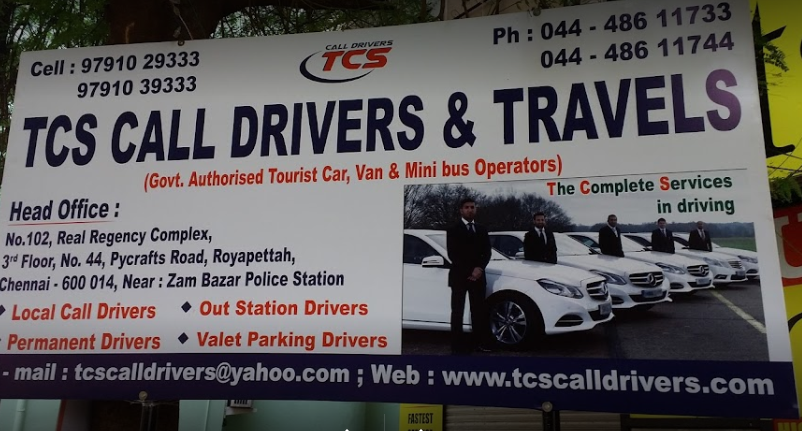 Cell : 97910 29333
97910 39333
CALL DRIVERS
TCS
Ph : 044 - 486 11733
044 - 486 11744
TCS CALL DRIVERS & TRAVELS
(Govt. Authorised Tourist Car, Van & Mini bus Operators)
The Complete Services
in driving
Head Office :
No.102, Real Regency Complex,
3rd Floor, No. 44, Pycrafts Road, Royapettah,
Chennai - 600 014, Near : Zam Bazar Police Station
Local Call Drivers ◆ Out Station Drivers
Permanent Drivers ◆ Valet Parking Drivers
- mail : tcscalldrivers@yahoo.com ; Web : www.tcscalldrivers.com
FASTEST